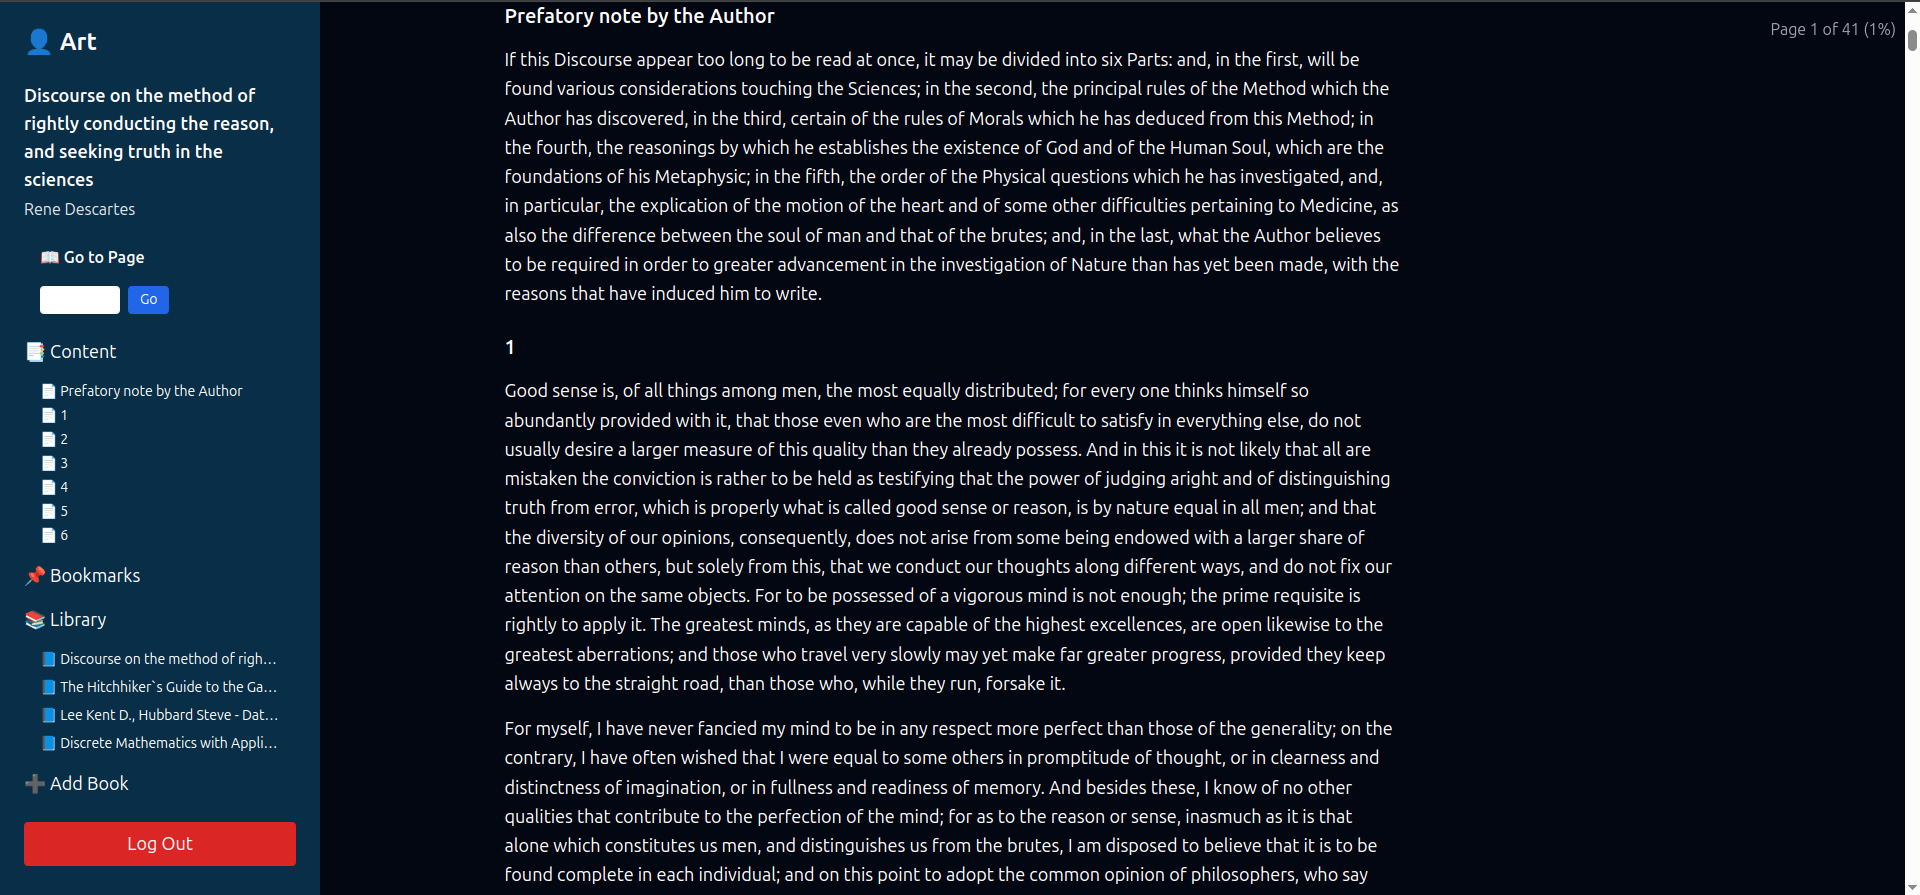 Art
Discourse on the method of
rightly conducting the reason,
and seeking truth in the
sciences
Rene Descartes
Go to Page
Go
Content
Prefatory note by the Author
1
2
3
4
5
6
Bookmarks
Library
Discourse on the method of righ...
The Hitchhiker`s Guide to the Ga...
Lee Kent D., Hubbard Steve - Dat...
Discrete Mathematics with Appli...
Add Book
Log Out
Page 1 of 41 (1%)
Prefatory note by the Author
If this Discourse appear too long to be read at once, it may be divided into six Parts: and, in the first, will be
found various considerations touching the Sciences; in the second, the principal rules of the Method which the
Author has discovered, in the third, certain of the rules of Morals which he has deduced from this Method; in
the fourth, the reasonings by which he establishes the existence of God and of the Human Soul, which are the
foundations of his Metaphysic; in the fifth, the order of the Physical questions which he has investigated, and,
in particular, the explication of the motion of the heart and of some other difficulties pertaining to Medicine, as
also the difference between the soul of man and that of the brutes; and, in the last, what the Author believes
to be required in order to greater advancement in the investigation of Nature than has yet been made, with the
reasons that have induced him to write.
1
Good sense is, of all things among men, the most equally distributed; for every one thinks himself so
abundantly provided with it, that those even who are the most difficult to satisfy in everything else, do not
usually desire a larger measure of this quality than they already possess. And in this it is not likely that all are
mistaken the conviction is rather to be held as testifying that the power of judging aright and of distinguishing
truth from error, which is properly what is called good sense or reason, is by nature equal in all men; and that
the diversity of our opinions, consequently, does not arise from some being endowed with a larger share of
reason than others, but solely from this, that we conduct our thoughts along different ways, and do not fix our
attention on the same objects. For to be possessed of a vigorous mind is not enough; the prime requisite is
rightly to apply it. The greatest minds, as they are capable of the highest excellences, are open likewise to the
greatest aberrations; and those who travel very slowly may yet make far greater progress, provided they keep
always to the straight road, than those who, while they run, forsake it.
For myself, I have never fancied my mind to be in any respect more perfect than those of the generality; on the
contrary, I have often wished that I were equal to some others in promptitude of thought, or in clearness and
distinctness of imagination, or in fullness and readiness of memory. And besides these, I know of no other
qualities that contribute to the perfection of the mind; for as to the reason or sense, inasmuch as it is that
alone which constitutes us men, and distinguishes us from the brutes, I am disposed to believe that it is to be
found complete in each individual; and on this point to adopt the common opinion of philosophers, who say